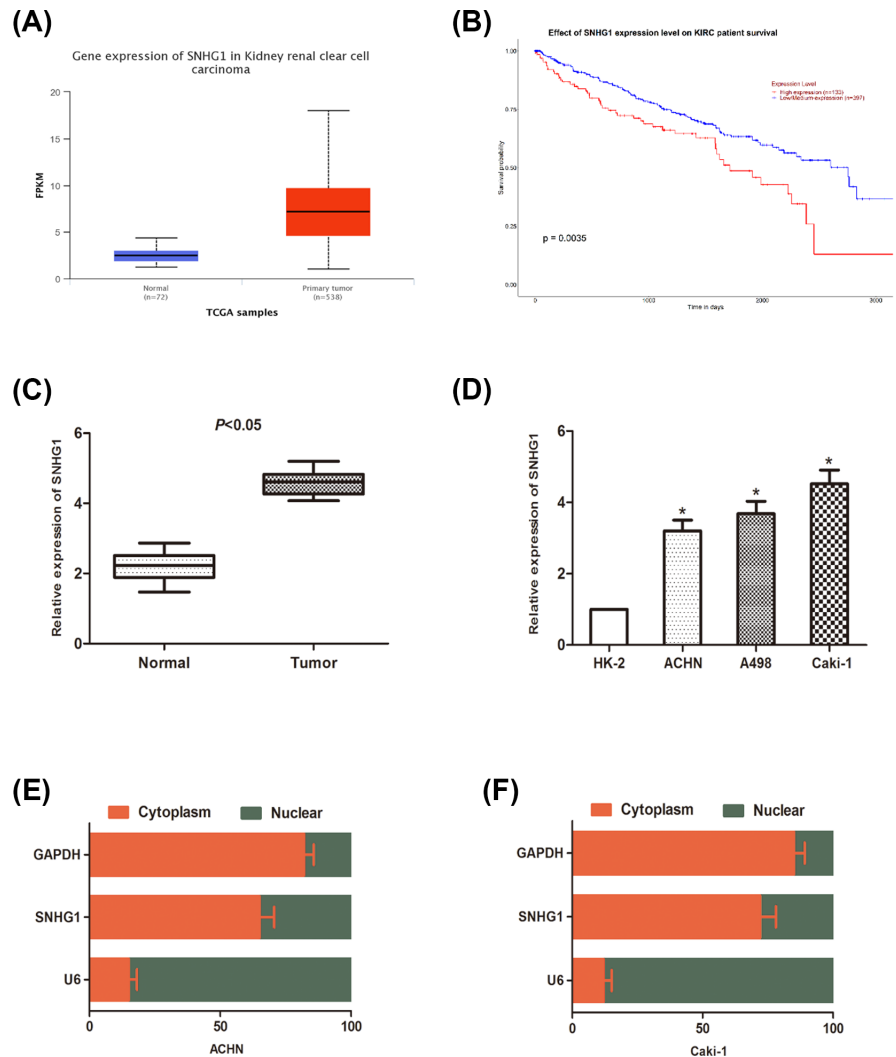 (A)
Gene expression of SNHG1 in Kidney renal clear cell
carcinoma
20
15
10
5
0
FPKM
Normal
(n=72)
Primary tumor
(n=538)
TCGA samples
(B)
Effect of SNHG1 expression level on KIRC patient survival
1.00
0.75
0.50
0.25
0.00
Survival probability
Expression Level
High expression (n=133)
Low/Medium-expression (n=397)
p = 0.0035
0
1000
2000
3000
Time in days
(C)
P<0.05
Relative expression of SNHG1
6
4
2
0
Normal
Tumor
(D)
Relative expression of SNHG1
6
4
2
0
*
*
*
HK-2
ACHN
A498
Caki-1
(E)
Cytoplasm
Nuclear
GAPDH
SNHG1
U6
0
50
100
ACHN
(F)
Cytoplasm
Nuclear
GAPDH
SNHG1
U6
0
50
100
Caki-1